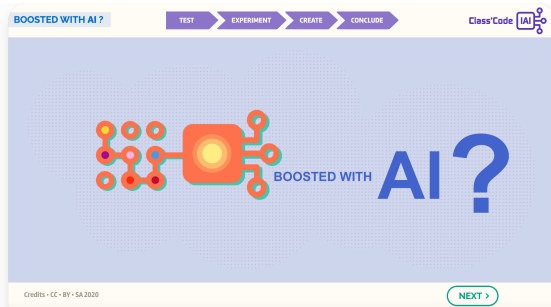 BOOSTED WITH AI ?
TEST
EXPERIMENT
CREATE
CONCLUDE
Class'Code IAI
BOOSTED WITH AI?
Credits • CC • BY • SA 2020
NEXT >